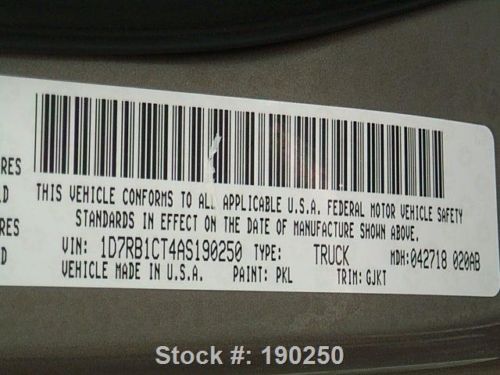 RES
THIS VEHICLE CONFORMS TO ALL APPLICABLE U.S.A. FEDERAL MOTOR VEHICLE SAFETY
D
STANDARDS IN EFFECT ON THE DATE OF MANUFACTURE SHOWN ABOVE.
RES
VIN: 1D7RB1CT4AS190250 TYPE: TRUCK MDH:042718 020AB
D
VEHICLE MADE IN U.S.A. PAINT: PKL TRIM: GJKT
Stock #: 190250